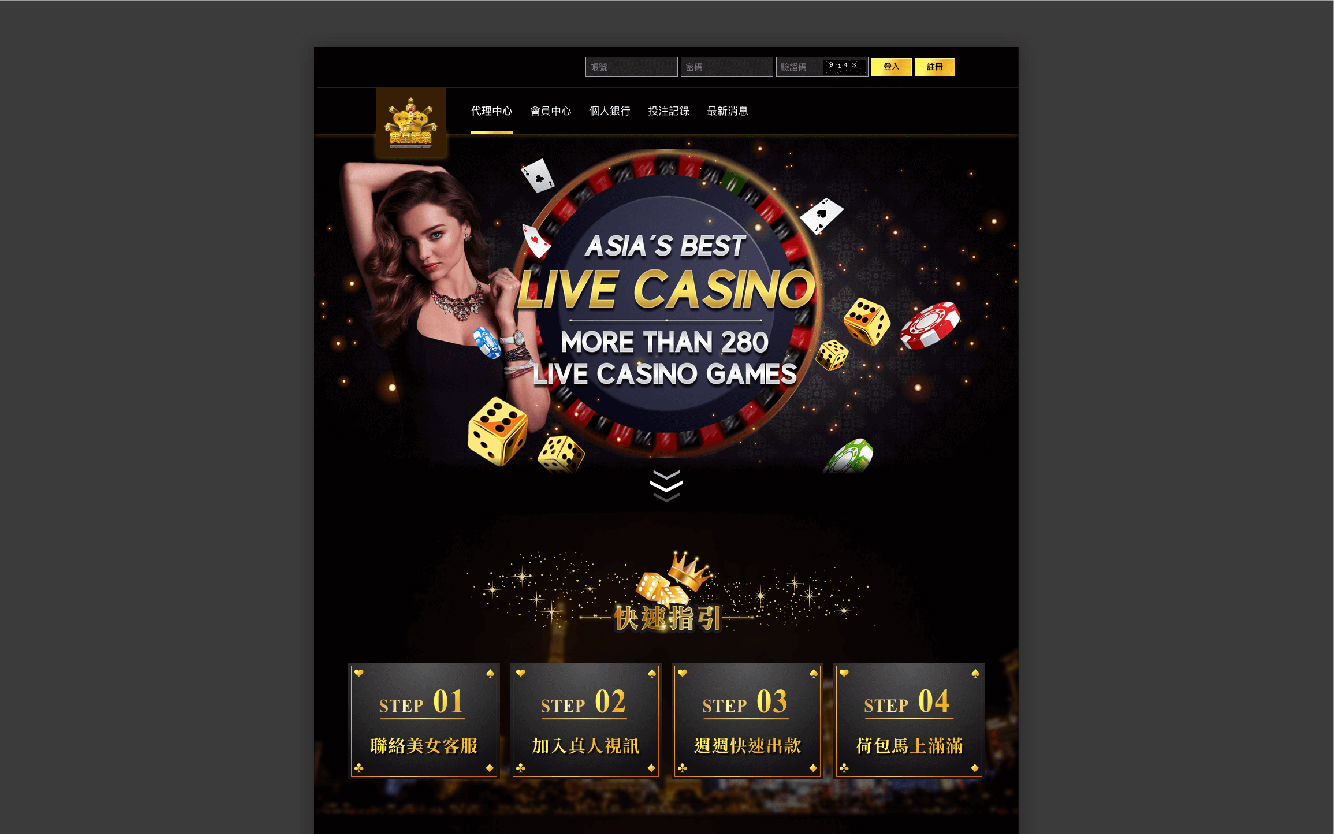 帳號
密碼
驗證碼
9143
登入
註冊
代理中心
會員中心
個人銀行
投注記錄
最新消息
ASIA'S BEST
LIVE CASINO
MORE THAN 280
LIVE CASINO GAMES
快速指引
STEP 01
聯絡美女客服
STEP 02
加入真人視訊
STEP 03
週週快速出款
STEP 04
荷包馬上滿滿